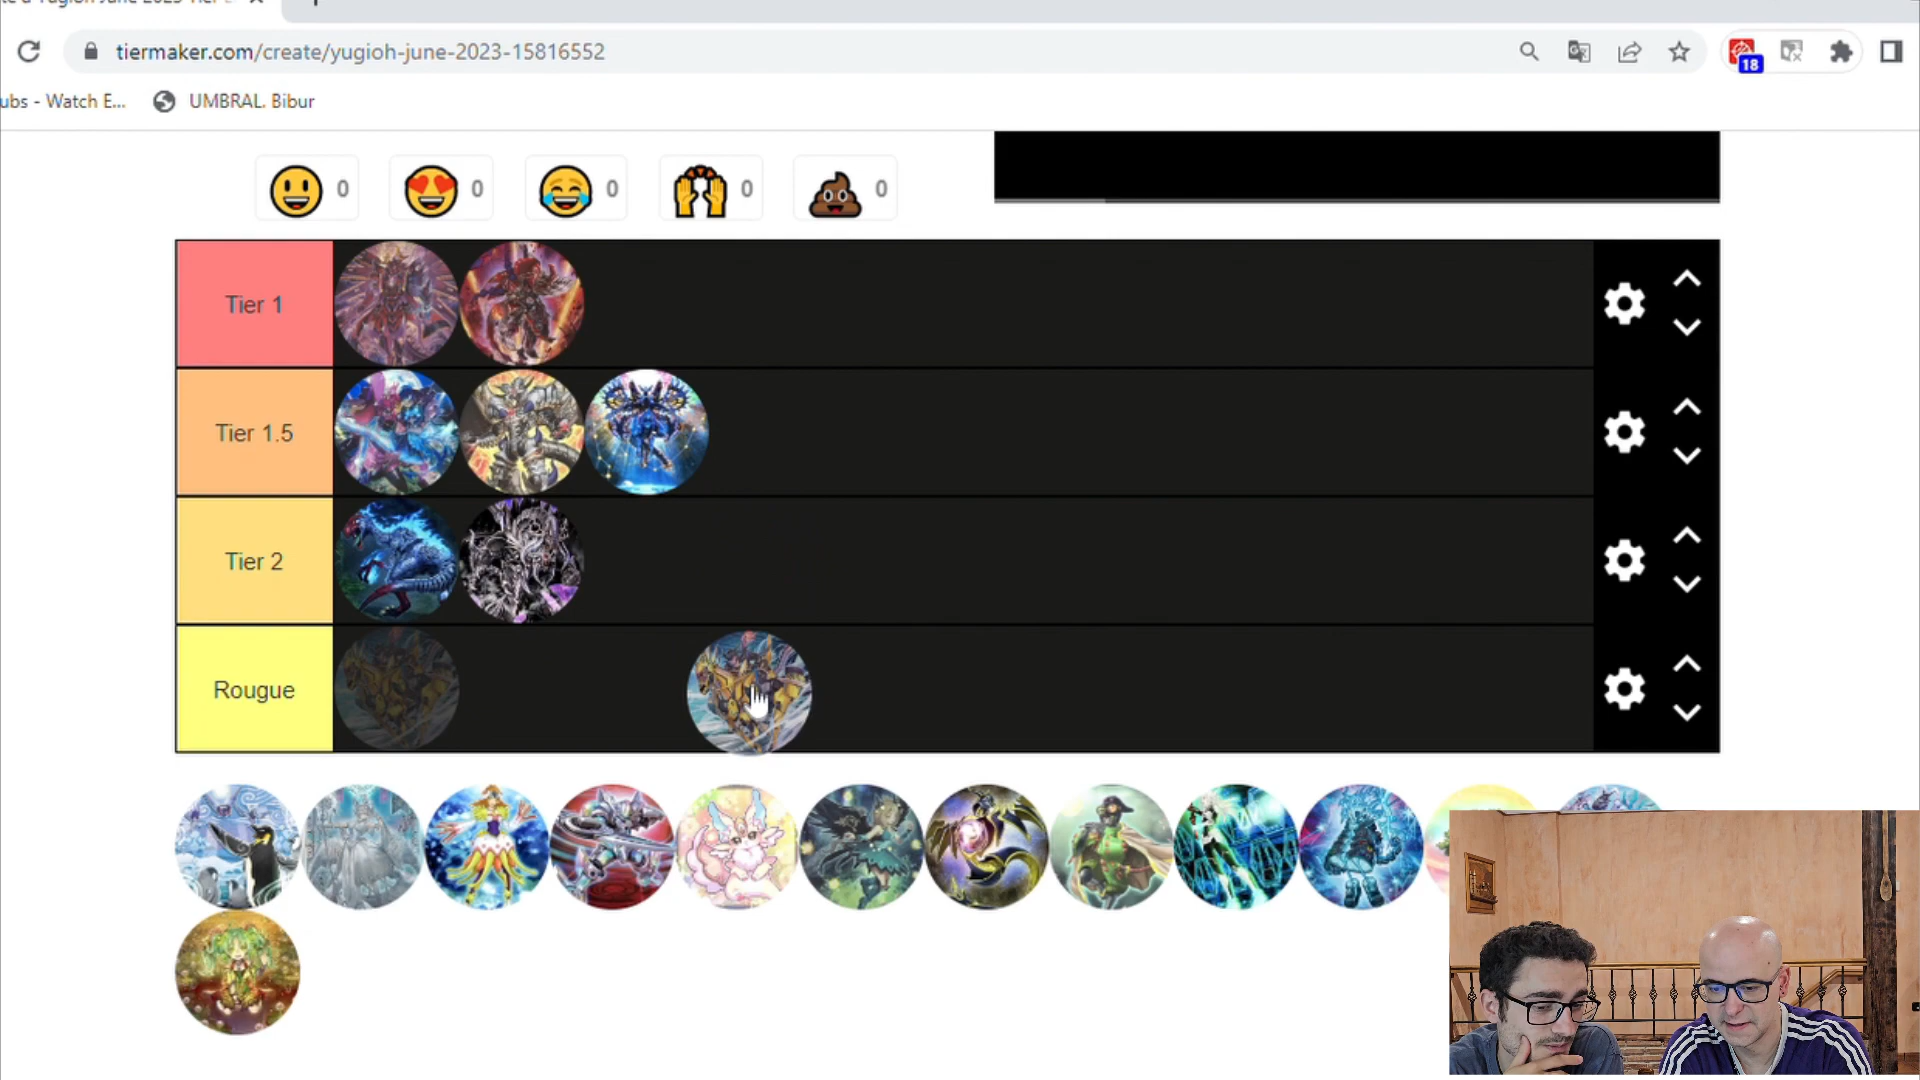 tiermaker.com/create/yugioh-june-2023-15816552
18
ubs - Watch E...
UMBRAL. Bibur
0
0
0
0
0
Tier 1
Tier 1.5
Tier 2
Rougue